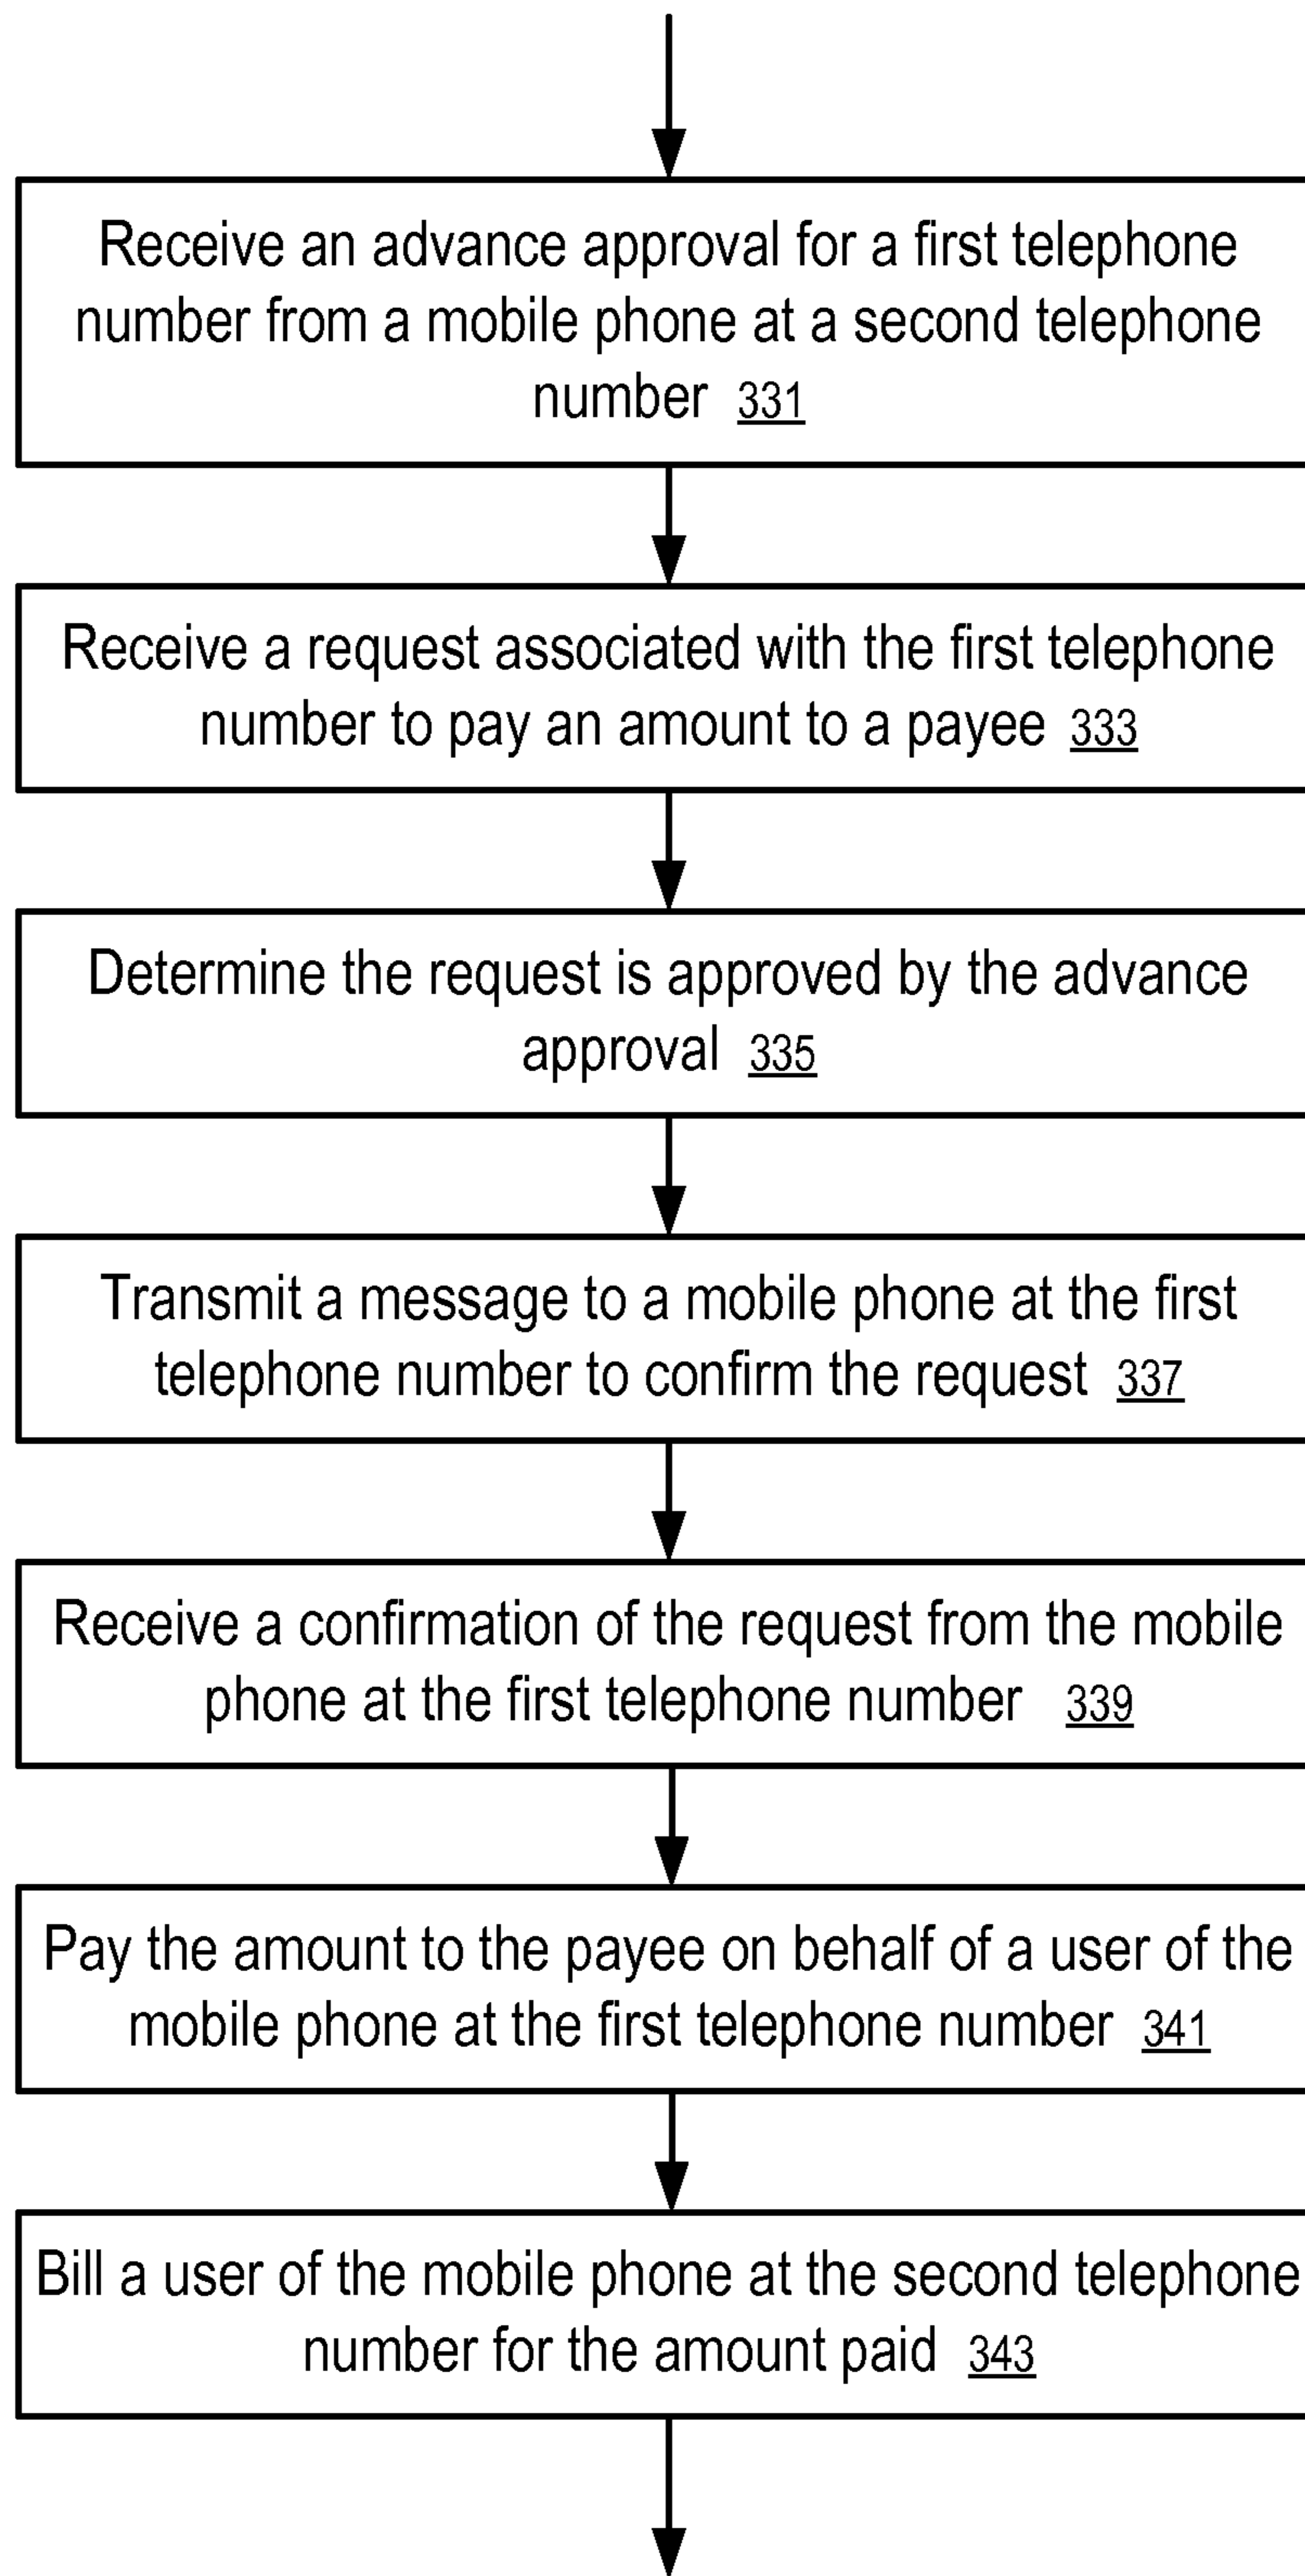 Receive an advance approval for a first telephone
number from a mobile phone at a second telephone
number 331
Receive a request associated with the first telephone
number to pay an amount to a payee 333
Determine the request is approved by the advance
approval 335
Transmit a message to a mobile phone at the first
telephone number to confirm the request 337
Receive a confirmation of the request from the mobile
phone at the first telephone number 339
Pay the amount to the payee on behalf of a user of the
mobile phone at the first telephone number 341
Bill a user of the mobile phone at the second telephone
number for the amount paid 343